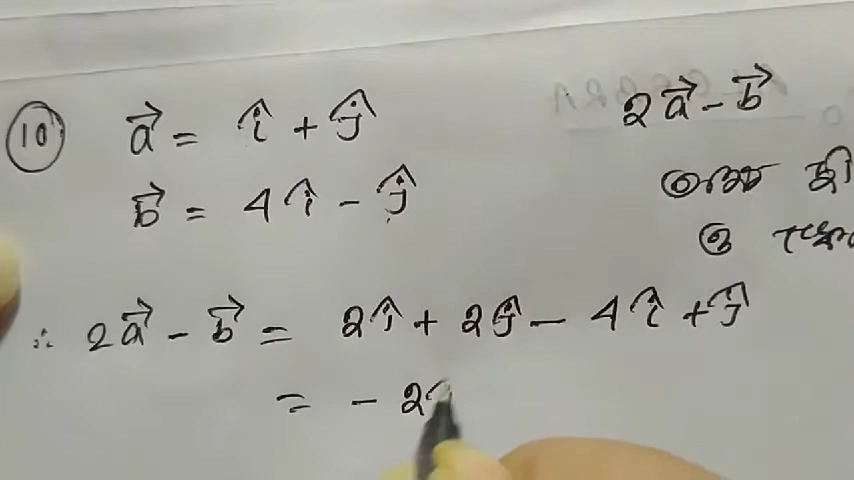 10 a⃗ = î + ĵ 2a⃗ - b⃗
b⃗ = 4î - ĵ
ও
∴ 2a⃗ - b⃗ = 2î + 2ĵ - 4î + ĵ
= - 2